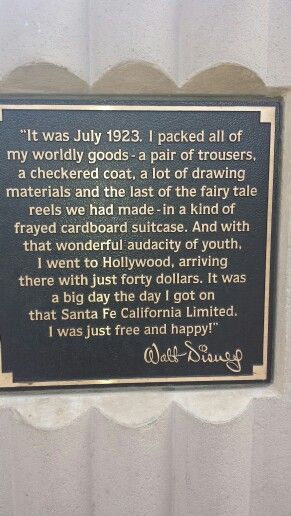 “It was July 1923. I packed all of
my worldly goods - a pair of trousers,
a checkered coat, a lot of drawing
materials and the last of the fairy tale
reels we had made - in a kind of
frayed cardboard suitcase. And with
that wonderful audacity of youth,
I went to Hollywood, arriving
there with just forty dollars. It was
a big day the day I got on
that Santa Fe California Limited.
I was just free and happy!”
Walt Disney